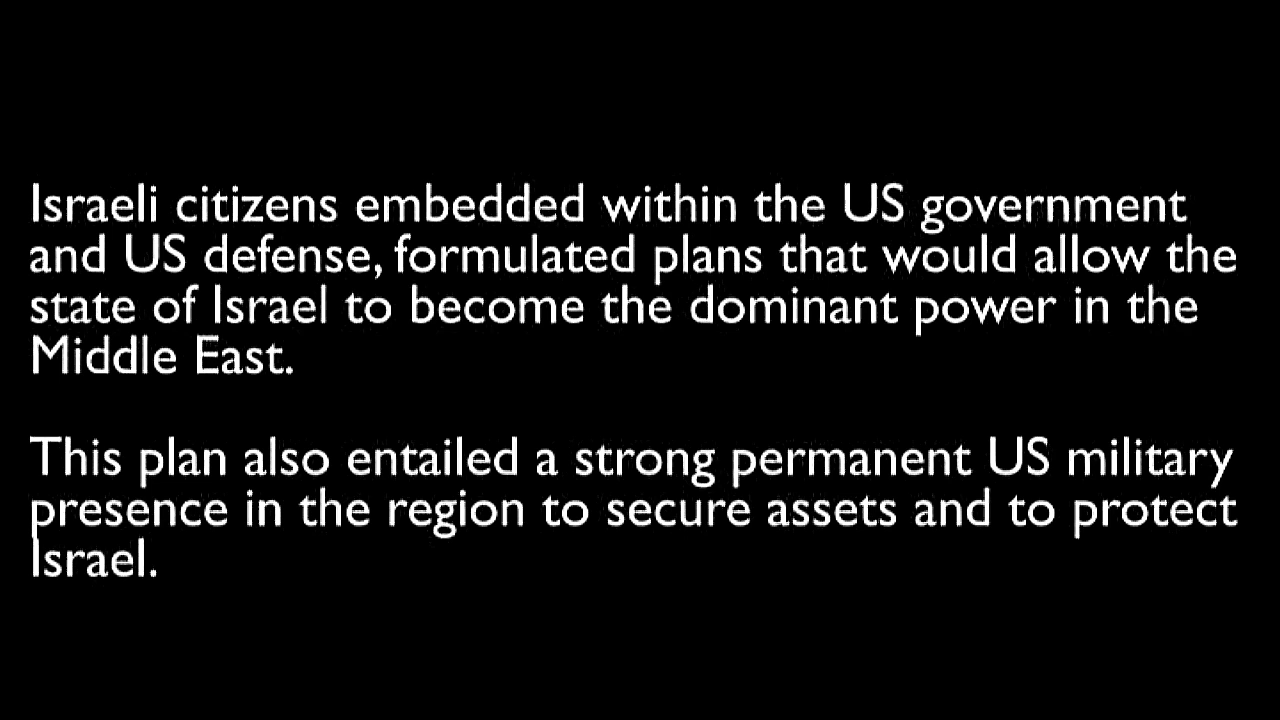 Israeli citizens embedded within the US government
and US defense, formulated plans that would allow the
state of Israel to become the dominant power in the
Middle East.
This plan also entailed a strong permanent US military
presence in the region to secure assets and to protect
Israel.